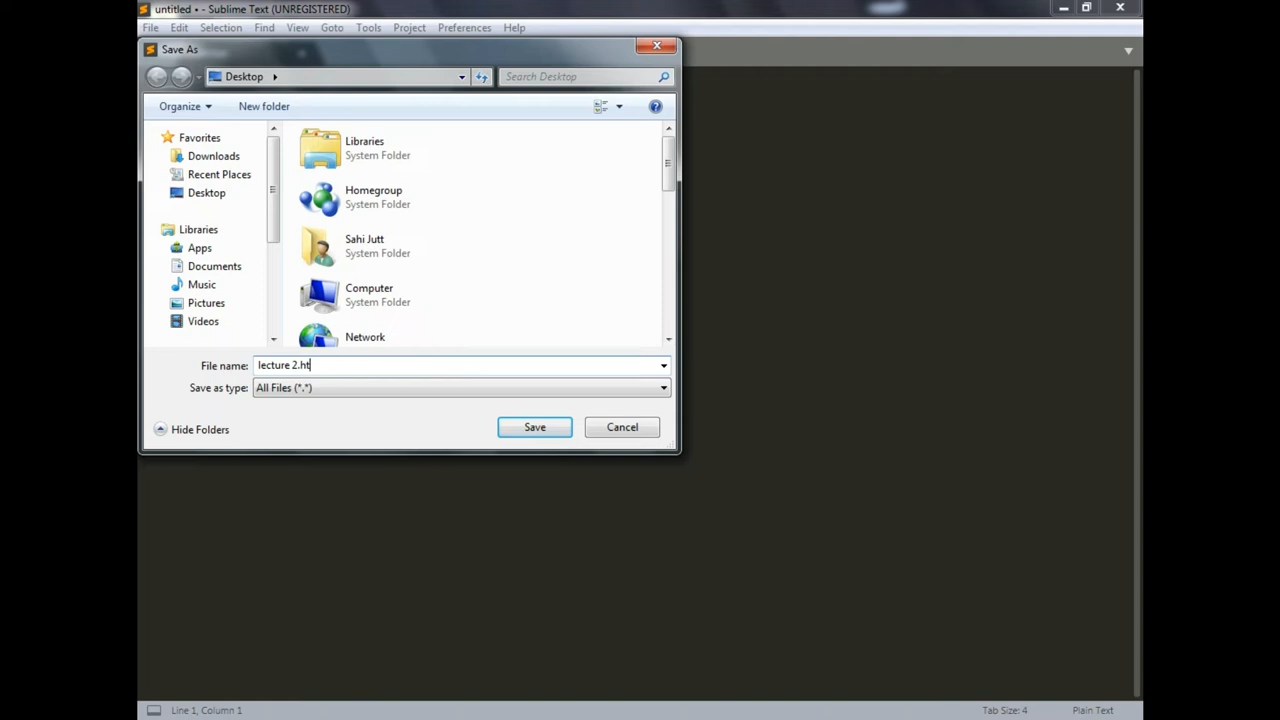 untitled • - Sublime Text (UNREGISTERED)
File Edit Selection Find View Goto Tools Project Preferences Help
Save As
Desktop
Search Desktop
Organize New folder
Favorites
Downloads
Recent Places
Desktop
Libraries
Apps
Documents
Music
Pictures
Videos
Libraries
System Folder
Homegroup
System Folder
Sahi Jutt
System Folder
Computer
System Folder
Network
File name: lecture 2.ht
Save as type: All Files (*.*)
Hide Folders Save Cancel
Line 1, Column 1 Tab Size: 4 Plain Text